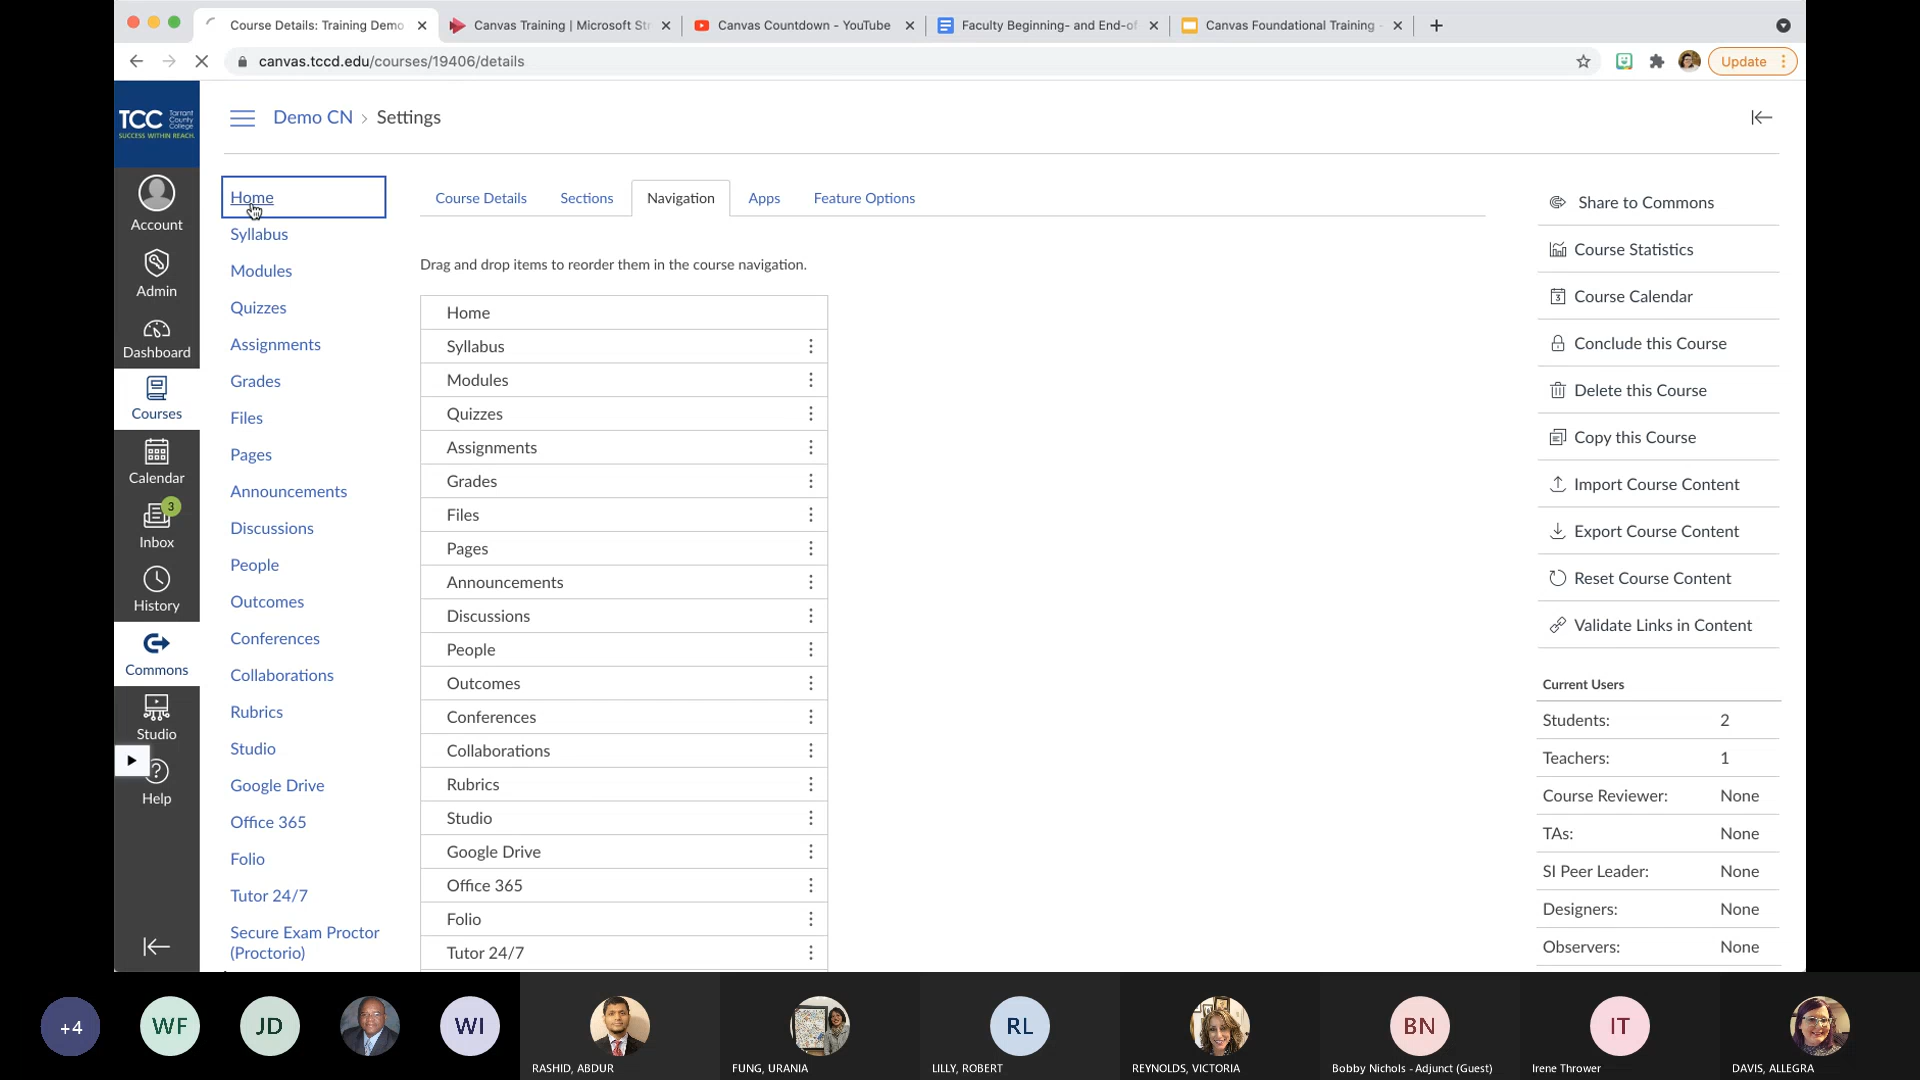 Course Details: Training Demo
Canvas Training | Microsoft Str
Canvas Countdown - YouTube
Faculty Beginning- and End-of
Canvas Foundational Training -
canvas.tccd.edu/courses/19406/details
Update
TCC Tarrant County College
SUCCESS WITHIN REACH.
Demo CN › Settings
Account
Admin
Dashboard
Courses
Calendar
3
Inbox
History
Commons
Studio
Help
Home
Syllabus
Modules
Quizzes
Assignments
Grades
Files
Pages
Announcements
Discussions
People
Outcomes
Conferences
Collaborations
Rubrics
Studio
Google Drive
Office 365
Folio
Tutor 24/7
Secure Exam Proctor
(Proctorio)
Course Details Sections Navigation Apps Feature Options
Drag and drop items to reorder them in the course navigation.
Home
Syllabus
Modules
Quizzes
Assignments
Grades
Files
Pages
Announcements
Discussions
People
Outcomes
Conferences
Collaborations
Rubrics
Studio
Google Drive
Office 365
Folio
Tutor 24/7
Share to Commons
Course Statistics
Course Calendar
Conclude this Course
Delete this Course
Copy this Course
Import Course Content
Export Course Content
Reset Course Content
Validate Links in Content
Current Users
Students: 2
Teachers: 1
Course Reviewer: None
TAs: None
SI Peer Leader: None
Designers: None
Observers: None
+4
WF
JD
WI
RASHID, ABDUR
FUNG, URANIA
RL
LILLY, ROBERT
REYNOLDS, VICTORIA
BN
Bobby Nichols - Adjunct (Guest)
IT
Irene Thrower
DAVIS, ALLEGRA